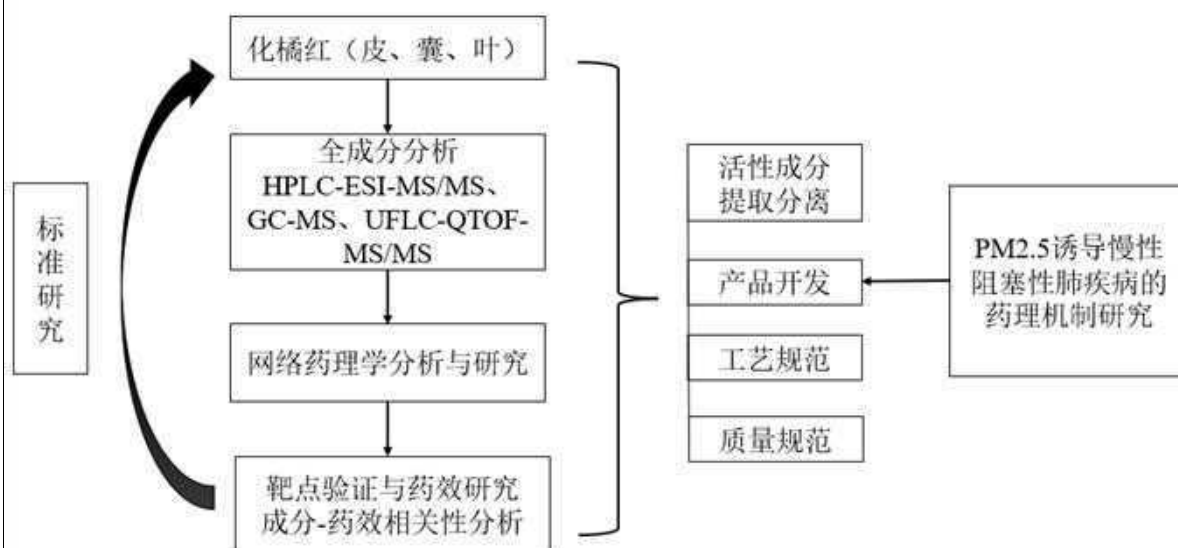 化橘红（皮、囊、叶）
全成分分析
HPLC-ESI-MS/MS、
GC-MS、UFLC-QTOF-
MS/MS
网络药理学分析与研究
靶点验证与药效研究
成分-药效相关性分析
标
准
研
究
活性成分
提取分离
产品开发
工艺规范
质量规范
PM2.5诱导慢性
阻塞性肺疾病的
药理机制研究